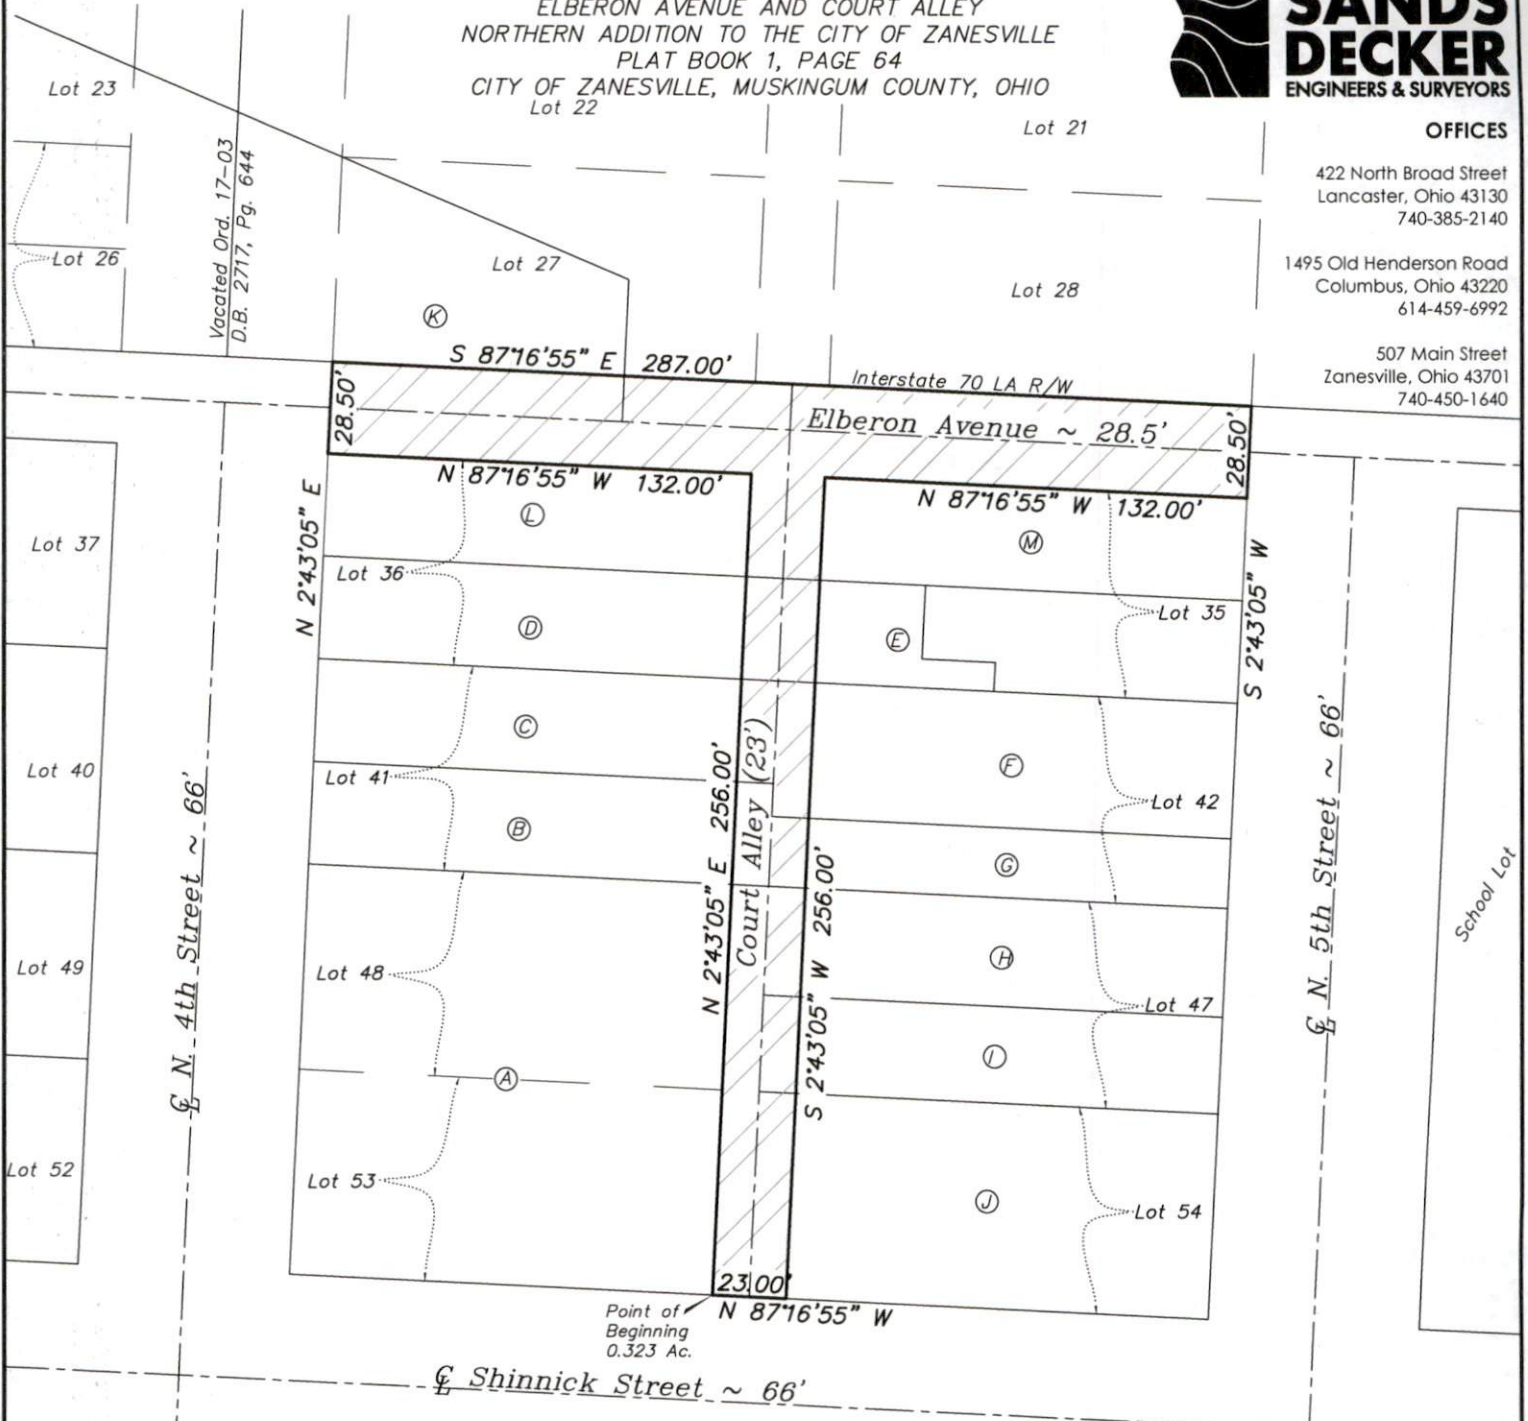 ELBERON AVENUE AND COURT ALLEY
NORTHERN ADDITION TO THE CITY OF ZANESVILLE
PLAT BOOK 1, PAGE 64
CITY OF ZANESVILLE, MUSKINGUM COUNTY, OHIO
SANDS
DECKER
ENGINEERS & SURVEYORS
OFFICES
422 North Broad Street
Lancaster, Ohio 43130
740-385-2140
1495 Old Henderson Road
Columbus, Ohio 43220
614-459-6992
507 Main Street
Zanesville, Ohio 43701
740-450-1640
Lot 23
Lot 22
Lot 21
Vacated Ord. 17-03
D.B. 2717, Pg. 644
Lot 26
Lot 27
Lot 28
K
S 87°16'55" E 287.00'
Interstate 70 LA R/W
28.50'
Elberon Avenue ~ 28.5'
28.50'
N 87°16'55" W 132.00'
N 87°16'55" W 132.00'
N 2°43'05" E
S 2°43'05" W
L
M
Lot 37
Lot 36
Lot 35
D
E
C
F
Lot 40
Lot 41
Lot 42
B
G
N 2°43'05" E 256.00'
Court Alley (23')
S 2°43'05" W 256.00'
℄ N. 4th Street ~ 66'
℄ N. 5th Street ~ 66'
School Lot
Lot 49
Lot 48
H
Lot 47
I
A
Lot 52
Lot 53
J
Lot 54
23.00'
N 87°16'55" W
Point of
Beginning
0.323 Ac.
℄ Shinnick Street ~ 66'